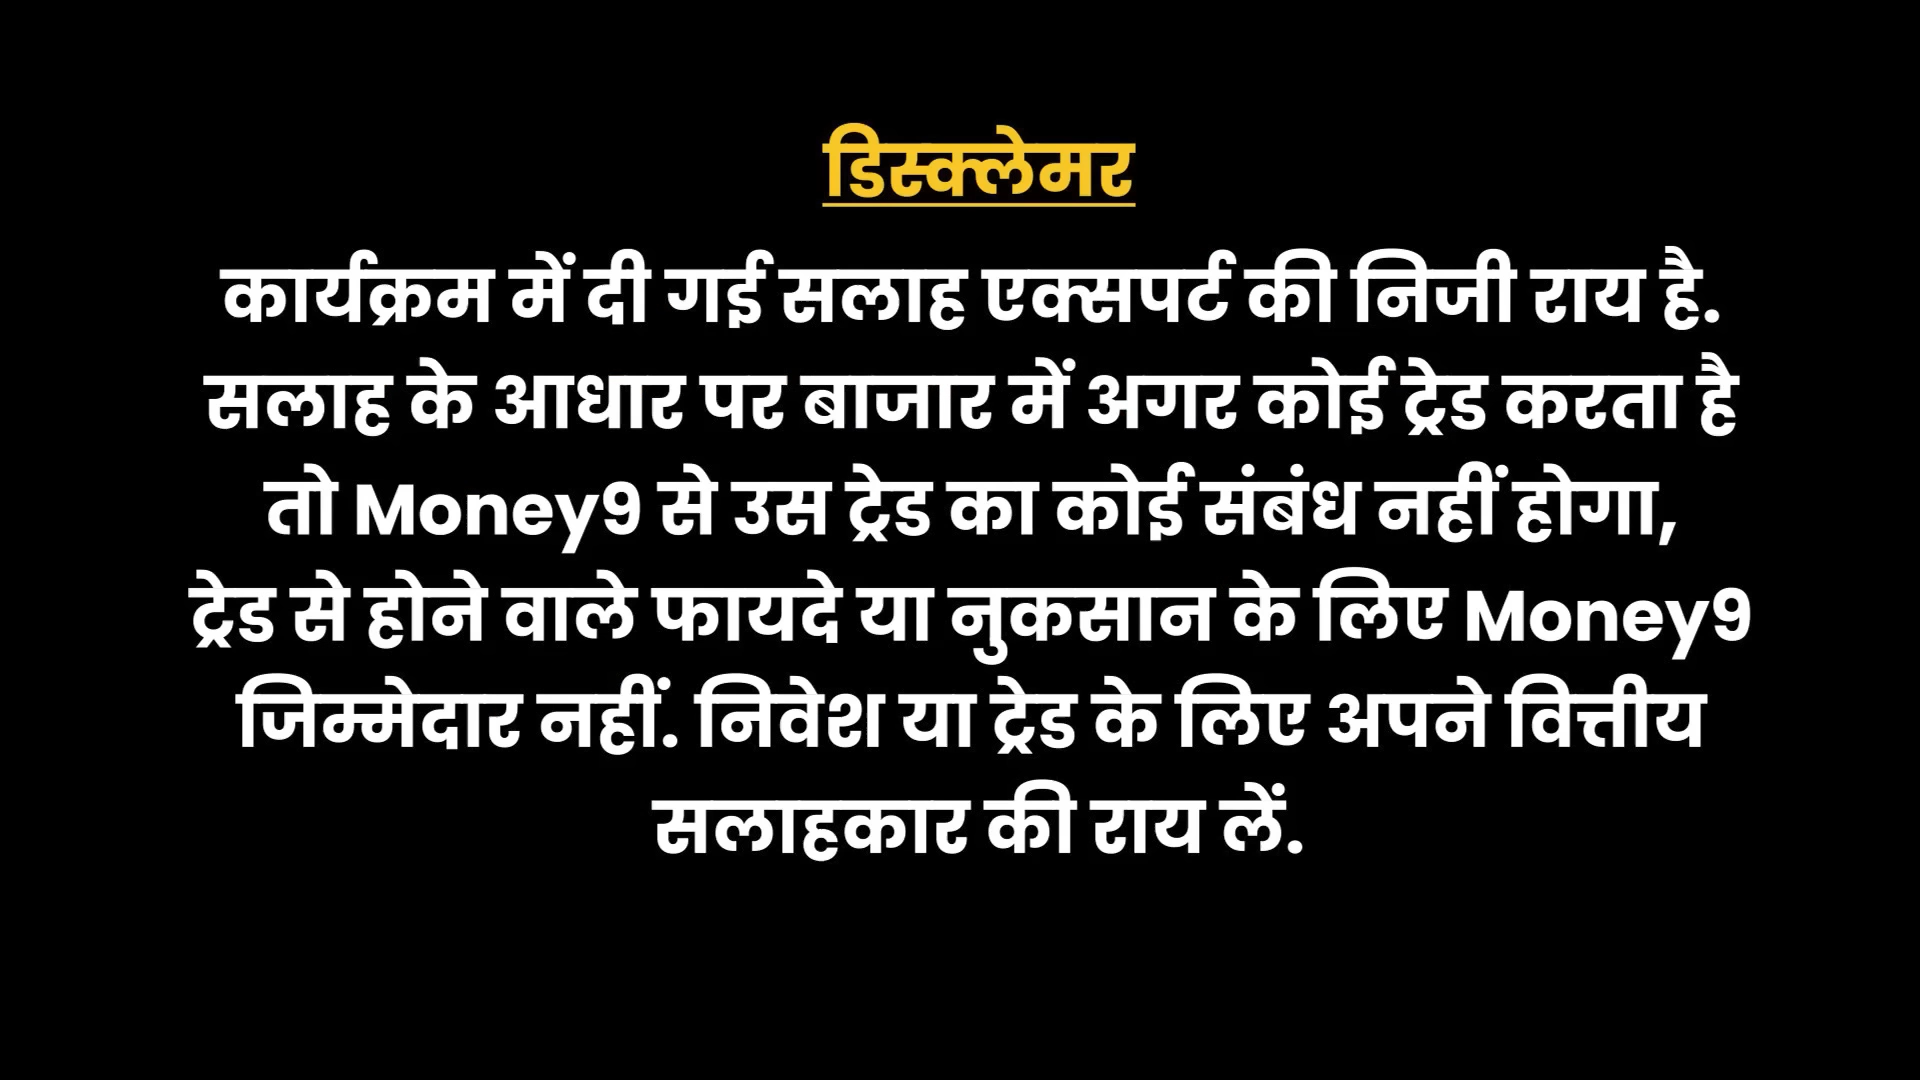 डिस्क्लेमर
कार्यक्रम में दी गई सलाह एक्सपर्ट की निजी राय है.
सलाह के आधार पर बाजार में अगर कोई ट्रेड करता है
तो Money9 से उस ट्रेड का कोई संबंध नहीं होगा,
ट्रेड से होने वाले फायदे या नुकसान के लिए Money9
जिम्मेदार नहीं. निवेश या ट्रेड के लिए अपने वित्तीय
सलाहकार की राय लें.